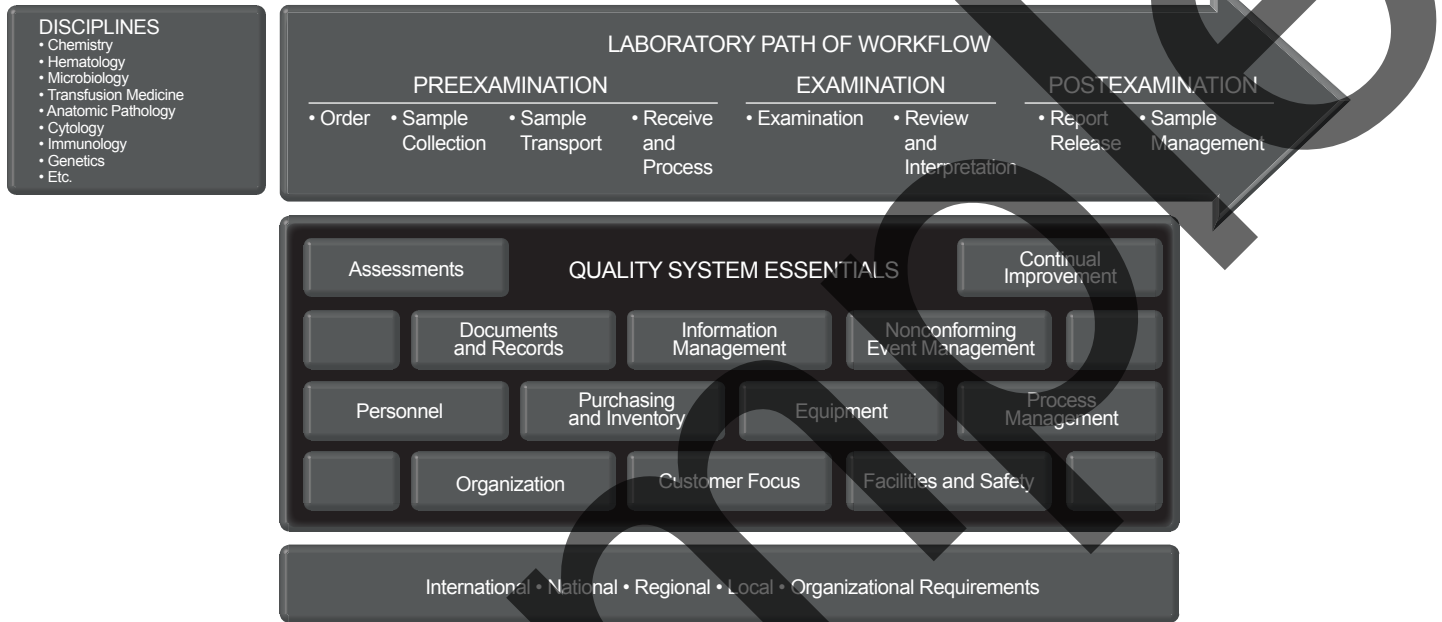 DISCIPLINES
• Chemistry
• Hematology
• Microbiology
• Transfusion Medicine
• Anatomic Pathology
• Cytology
• Immunology
• Genetics
• Etc.
LABORATORY PATH OF WORKFLOW
PREEXAMINATION
• Order
• Sample
Collection
• Sample
Transport
• Receive
and
Process
EXAMINATION
• Examination
• Review
and
Interpretation
POSTEXAMINATION
• Report
Release
• Sample
Management
QUALITY SYSTEM ESSENTIALS
Assessments
Continual
Improvement
Documents
and Records
Information
Management
Nonconforming
Event Management
Personnel
Purchasing
and Inventory
Equipment
Process
Management
Organization
Customer Focus
Facilities and Safety
International • National • Regional • Local • Organizational Requirements